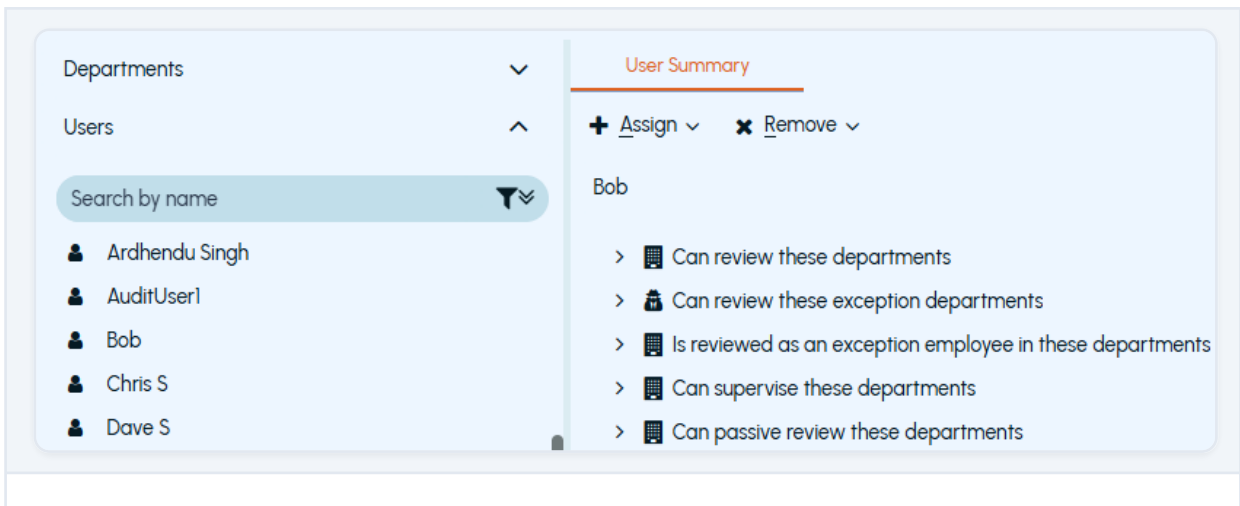 Departments
Users
Search by name
Ardhendu Singh
AuditUser1
Bob
Chris S
Dave S
User Summary
Assign Remove
Bob
Can review these departments
Can review these exception departments
Is reviewed as an exception employee in these departments
Can supervise these departments
Can passive review these departments